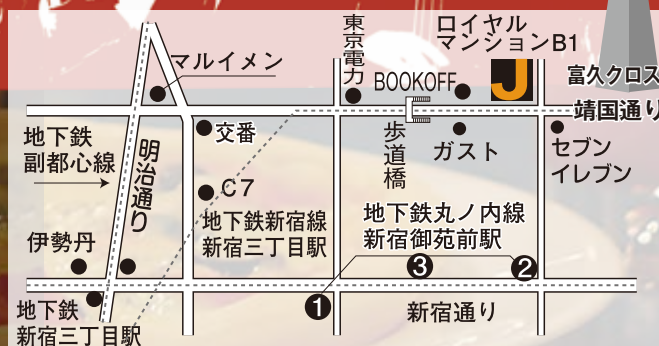 東京電力
ロイヤル
マンションB1
マルイメン
BOOKOFF
J
富久クロス
靖国通り
地下鉄
副都心線
交番
歩道橋
ガスト
セブン
イレブン
明治通り
C7
地下鉄新宿線
新宿三丁目駅
地下鉄丸ノ内線
新宿御苑前駅
伊勢丹
3
2
1
地下鉄
新宿三丁目駅
新宿通り